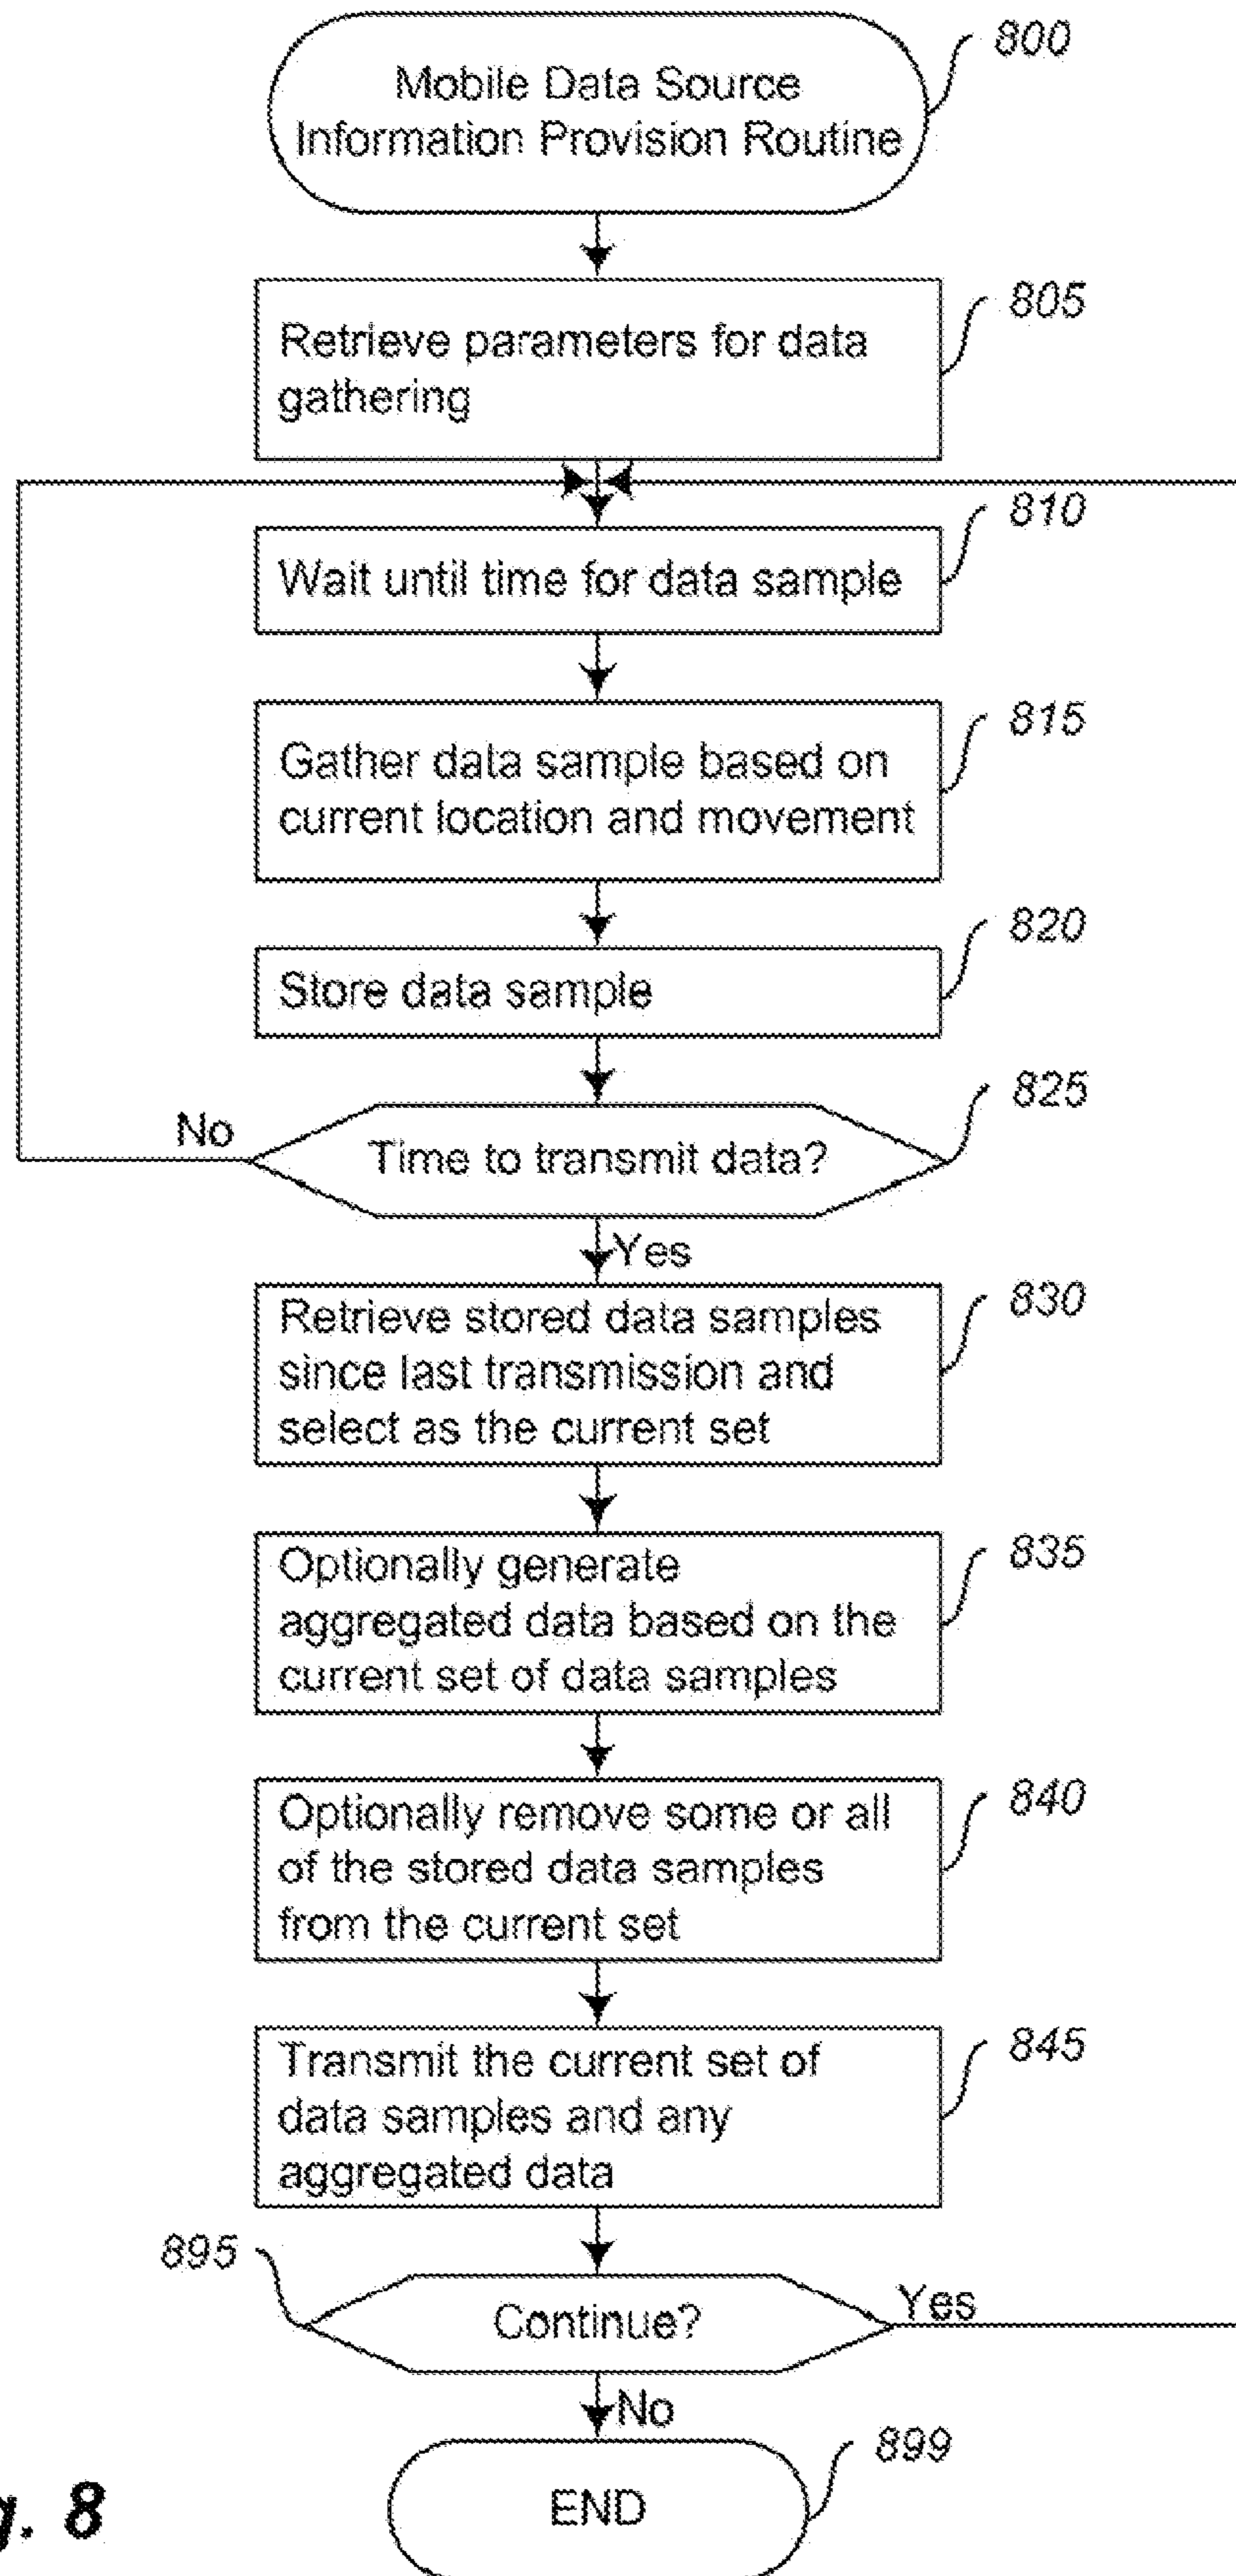 800
Mobile Data Source
Information Provision Routine
805
Retrieve parameters for data
gathering
810
Wait until time for data sample
815
Gather data sample based on
current location and movement
820
Store data sample
825
No
Time to transmit data?
Yes
830
Retrieve stored data samples
since last transmission and
select as the current set
835
Optionally generate
aggregated data based on the
current set of data samples
840
Optionally remove some or all
of the stored data samples
from the current set
845
Transmit the current set of
data samples and any
aggregated data
895
Continue?
Yes
No
899
END
g. 8